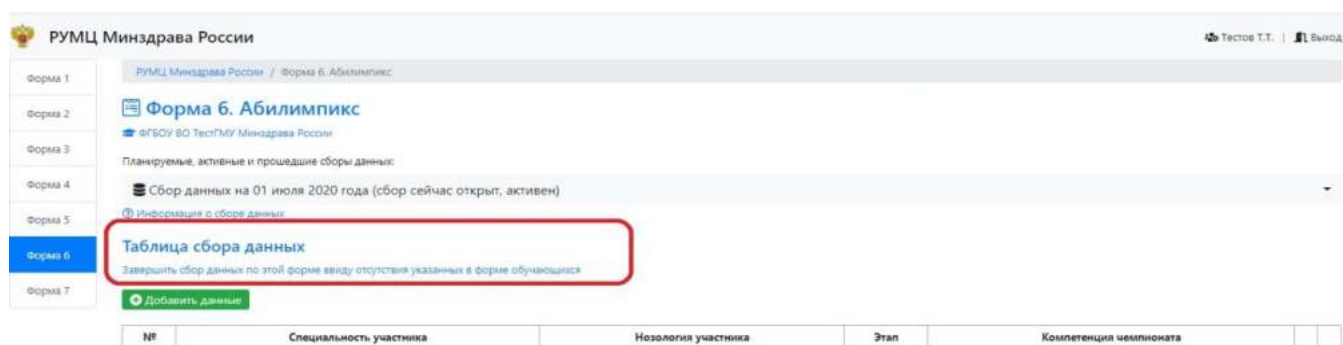 РУМЦ Минздрава России
Тестов Т.Т. | Выход
Форма 1
Форма 2
Форма 3
Форма 4
Форма 5
Форма 6
Форма 7
РУМЦ Минздрава России / Форма 6. Абилимпикс
Форма 6. Абилимпикс
ФГБОУ ВО ТестГМУ Минздрава России
Планируемые, активные и прошедшие сборы данных:
Сбор данных на 01 июля 2020 года (сбор сейчас открыт, активен)
Информация о сборе данных
Таблица сбора данных
Завершить сбор данных по этой форме ввиду отсутствия указанных в форме обучающихся
Добавить данные
№ Специальность участника Нозология участника Этап Компетенция чемпионата